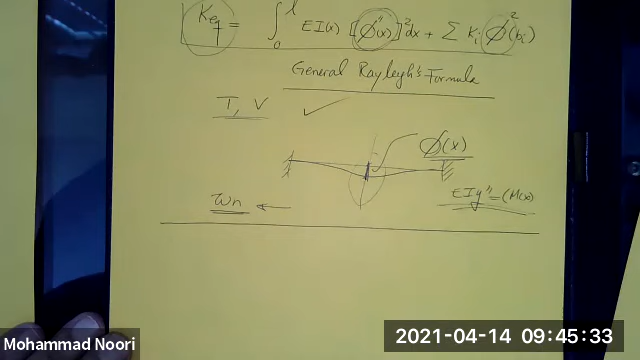 Keq = ∫₀ˡ EI(x) [ϕ''(x)]² dx + Σ Ki ϕ²(bi)
General Rayleigh's Formula
T, V ✓
ϕ(x)
EIy'' = (M(x)
ωn ←
Mohammad Noori
2021-04-14 09:45:33